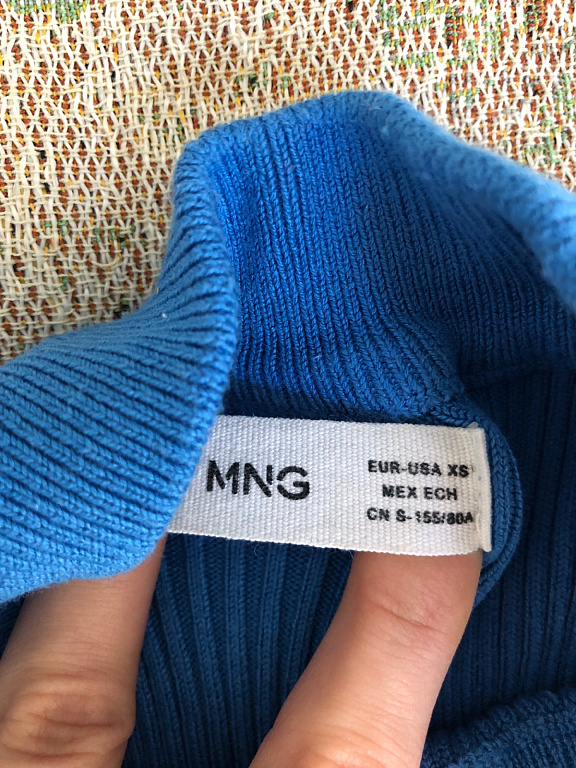 MNG
EUR-USA XS
MEX ECH
CN S-155/80A